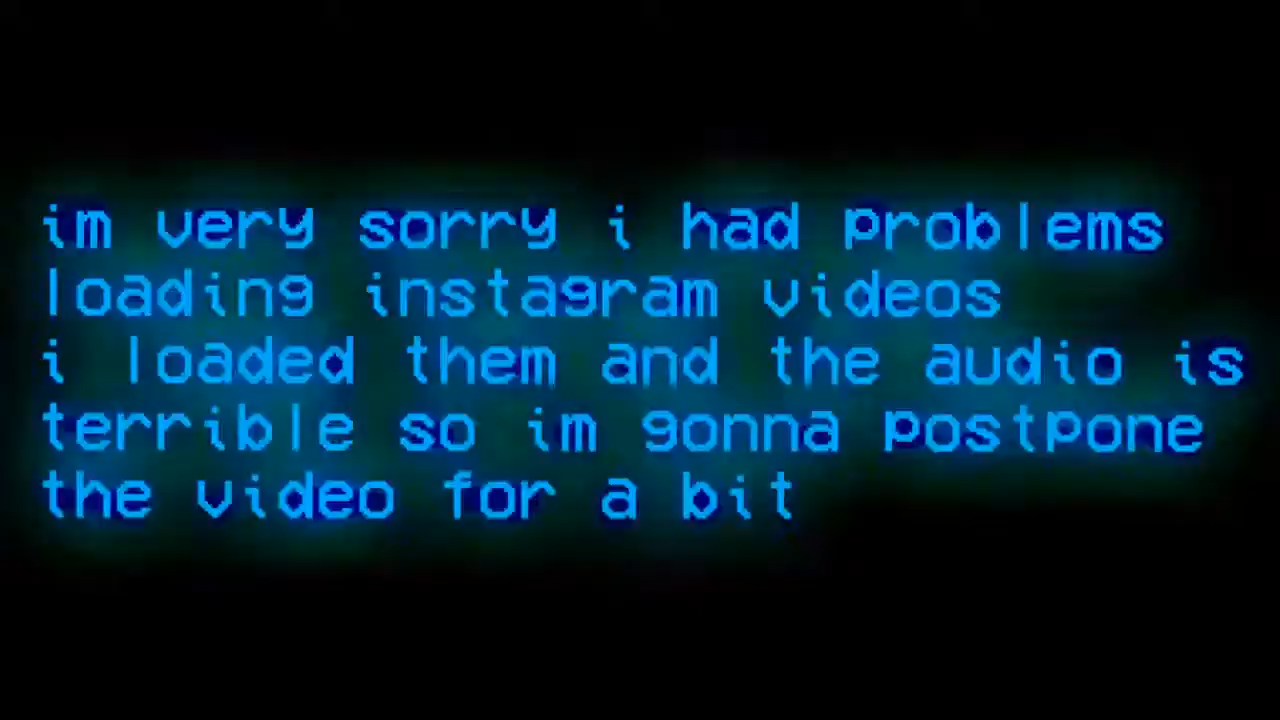 im very sorry i had problems
loading instagram videos
i loaded them and the audio is
terrible so im gonna postpone
the video for a bit